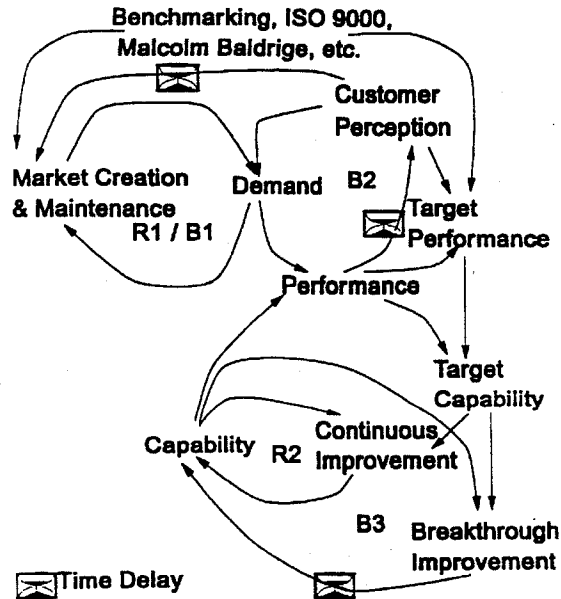 Benchmarking, ISO 9000,
Malcolm Baldrige, etc.
Customer
Perception
Market Creation
& Maintenance
Demand
B2
R1 / B1
Target
Performance
Performance
Target
Capability
Capability
R2
Continuous
Improvement
B3
Breakthrough
Improvement
Time Delay